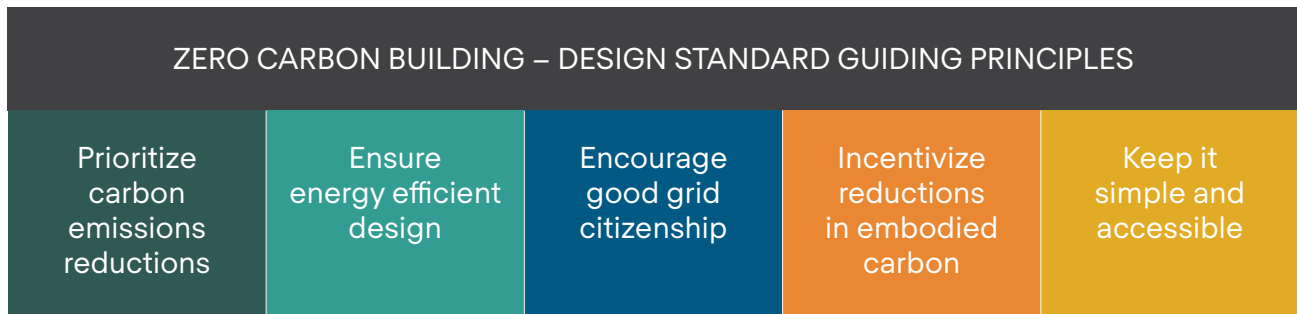 ZERO CARBON BUILDING – DESIGN STANDARD GUIDING PRINCIPLES
Prioritize
carbon
emissions
reductions
Ensure
energy efficient
design
Encourage
good grid
citizenship
Incentivize
reductions
in embodied
carbon
Keep it
simple and
accessible